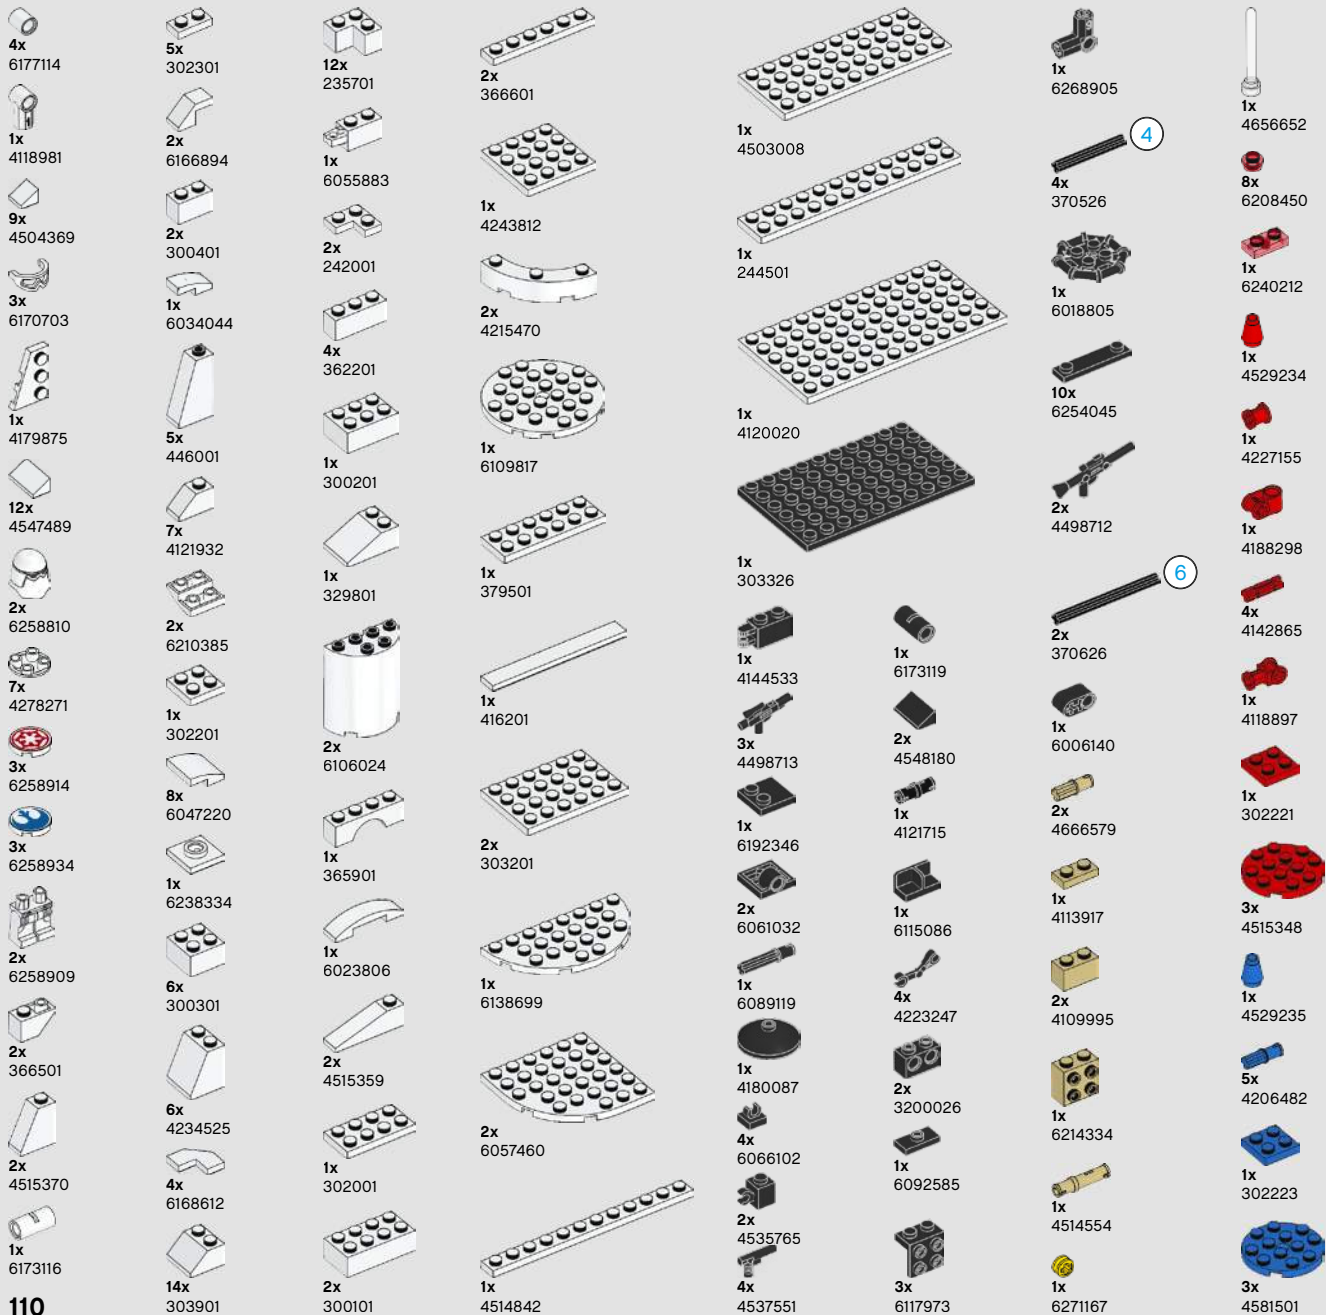 4x
6177114
1x
4118981
9x
4504369
3x
6170703
1x
4179875
12x
4547489
2x
6258810
7x
4278271
3x
6258914
3x
6258934
2x
6258909
2x
366501
2x
4515370
1x
6173116
110
5x
302301
2x
6166894
2x
300401
1x
6034044
5x
446001
7x
4121932
2x
6210385
1x
302201
8x
6047220
1x
6238334
6x
300301
6x
4234525
4x
6168612
14x
303901
12x
235701
1x
6055883
2x
242001
4x
362201
1x
300201
1x
329801
2x
6106024
1x
365901
1x
6023806
2x
4515359
1x
302001
2x
300101
2x
366601
1x
4243812
2x
4215470
1x
6109817
1x
379501
1x
416201
2x
303201
1x
6138699
2x
6057460
1x
4514842
1x
4503008
1x
244501
1x
4120020
1x
303326
1x
4144533
3x
4498713
1x
6192346
2x
6061032
1x
6089119
1x
4180087
4x
6066102
2x
4535765
4x
4537551
1x
6173119
2x
4548180
1x
4121715
1x
6115086
4x
4223247
2x
3200026
1x
6092585
3x
6117973
1x
6268905
4
4x
370526
1x
6018805
10x
6254045
2x
4498712
6
2x
370626
1x
6006140
2x
4666579
1x
4113917
2x
4109995
1x
6214334
1x
4514554
1x
6271167
1x
4656652
8x
6208450
1x
6240212
1x
4529234
1x
4227155
1x
4188298
4x
4142865
1x
4118897
1x
302221
3x
4515348
1x
4529235
5x
4206482
1x
302223
3x
4581501